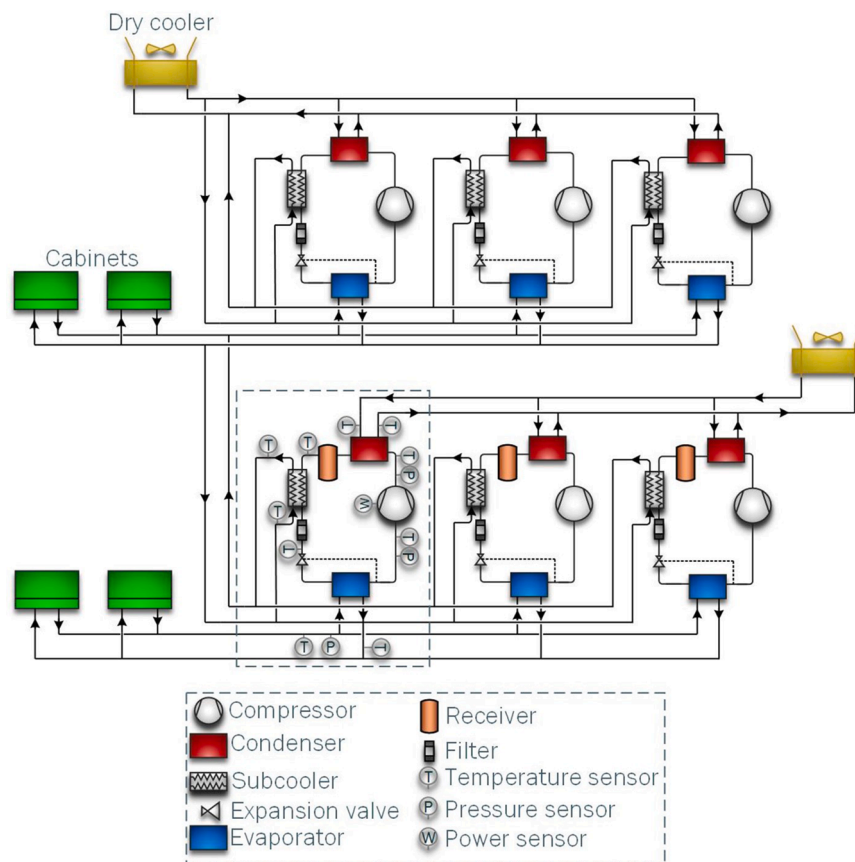 Dry cooler
Cabinets
T
T
T
T
T
P
W
T
T
P
T
T
P
T
Compressor
Receiver
Condenser
Filter
Subcooler
T Temperature sensor
Expansion valve
P Pressure sensor
Evaporator
W Power sensor